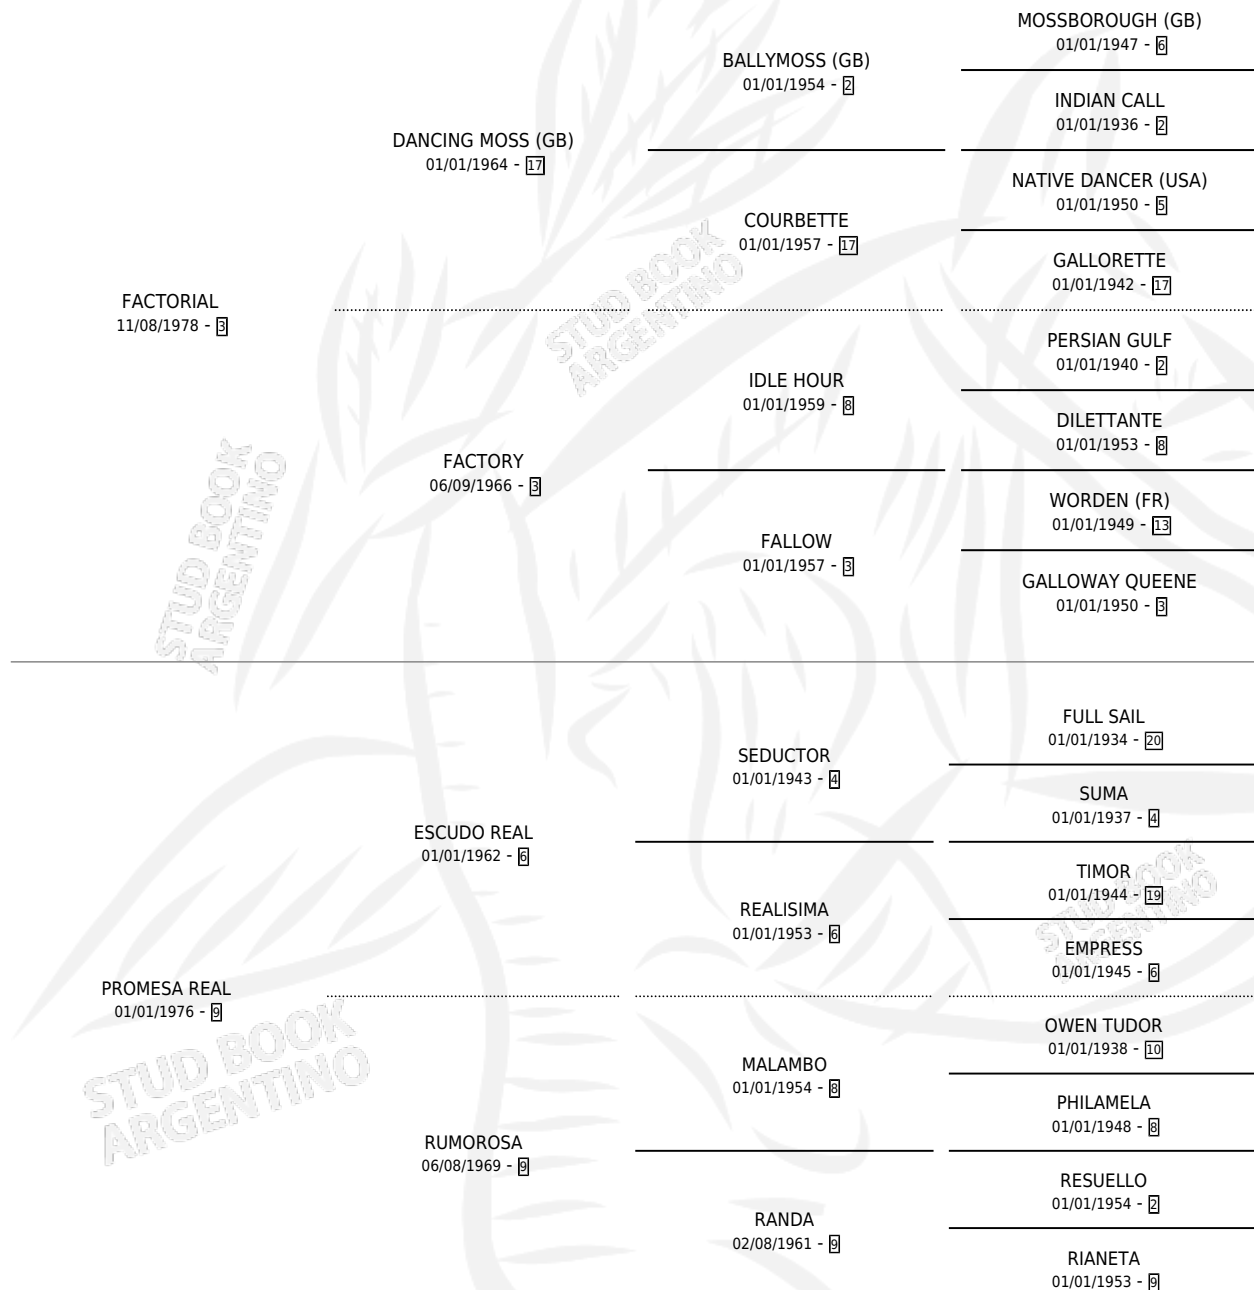 MOSSBOROUGH (GB)
01/01/1947 - 6
BALLYMOSS (GB)
01/01/1954 - 2
INDIAN CALL
01/01/1936 - 2
DANCING MOSS (GB)
01/01/1964 - 17
NATIVE DANCER (USA)
01/01/1950 - 5
COURBETTE
01/01/1957 - 17
GALLORETTE
01/01/1942 - 17
FACTORIAL
11/08/1978 - 3
PERSIAN GULF
01/01/1940 - 2
IDLE HOUR
01/01/1959 - 8
DILETTANTE
01/01/1953 - 8
FACTORY
06/09/1966 - 3
WORDEN (FR)
01/01/1949 - 13
FALLOW
01/01/1957 - 3
GALLOWAY QUEENE
01/01/1950 - 3
FULL SAIL
01/01/1934 - 20
SEDUCTOR
01/01/1943 - 4
SUMA
01/01/1937 - 4
ESCUDO REAL
01/01/1962 - 6
TIMOR
01/01/1944 - 19
REALISIMA
01/01/1953 - 6
EMPRESS
01/01/1945 - 6
PROMESA REAL
01/01/1976 - 9
OWEN TUDOR
01/01/1938 - 10
MALAMBO
01/01/1954 - 8
PHILAMELA
01/01/1948 - 8
RUMOROSA
06/08/1969 - 9
RESUELLO
01/01/1954 - 2
RANDA
02/08/1961 - 9
RIANETA
01/01/1953 - 9
STUD BOOK
ARGENTINO
STUD BOOK
ARGENTINO
STUD BOOK
ARGENTINO
STUD BOOK
ARGENTINO